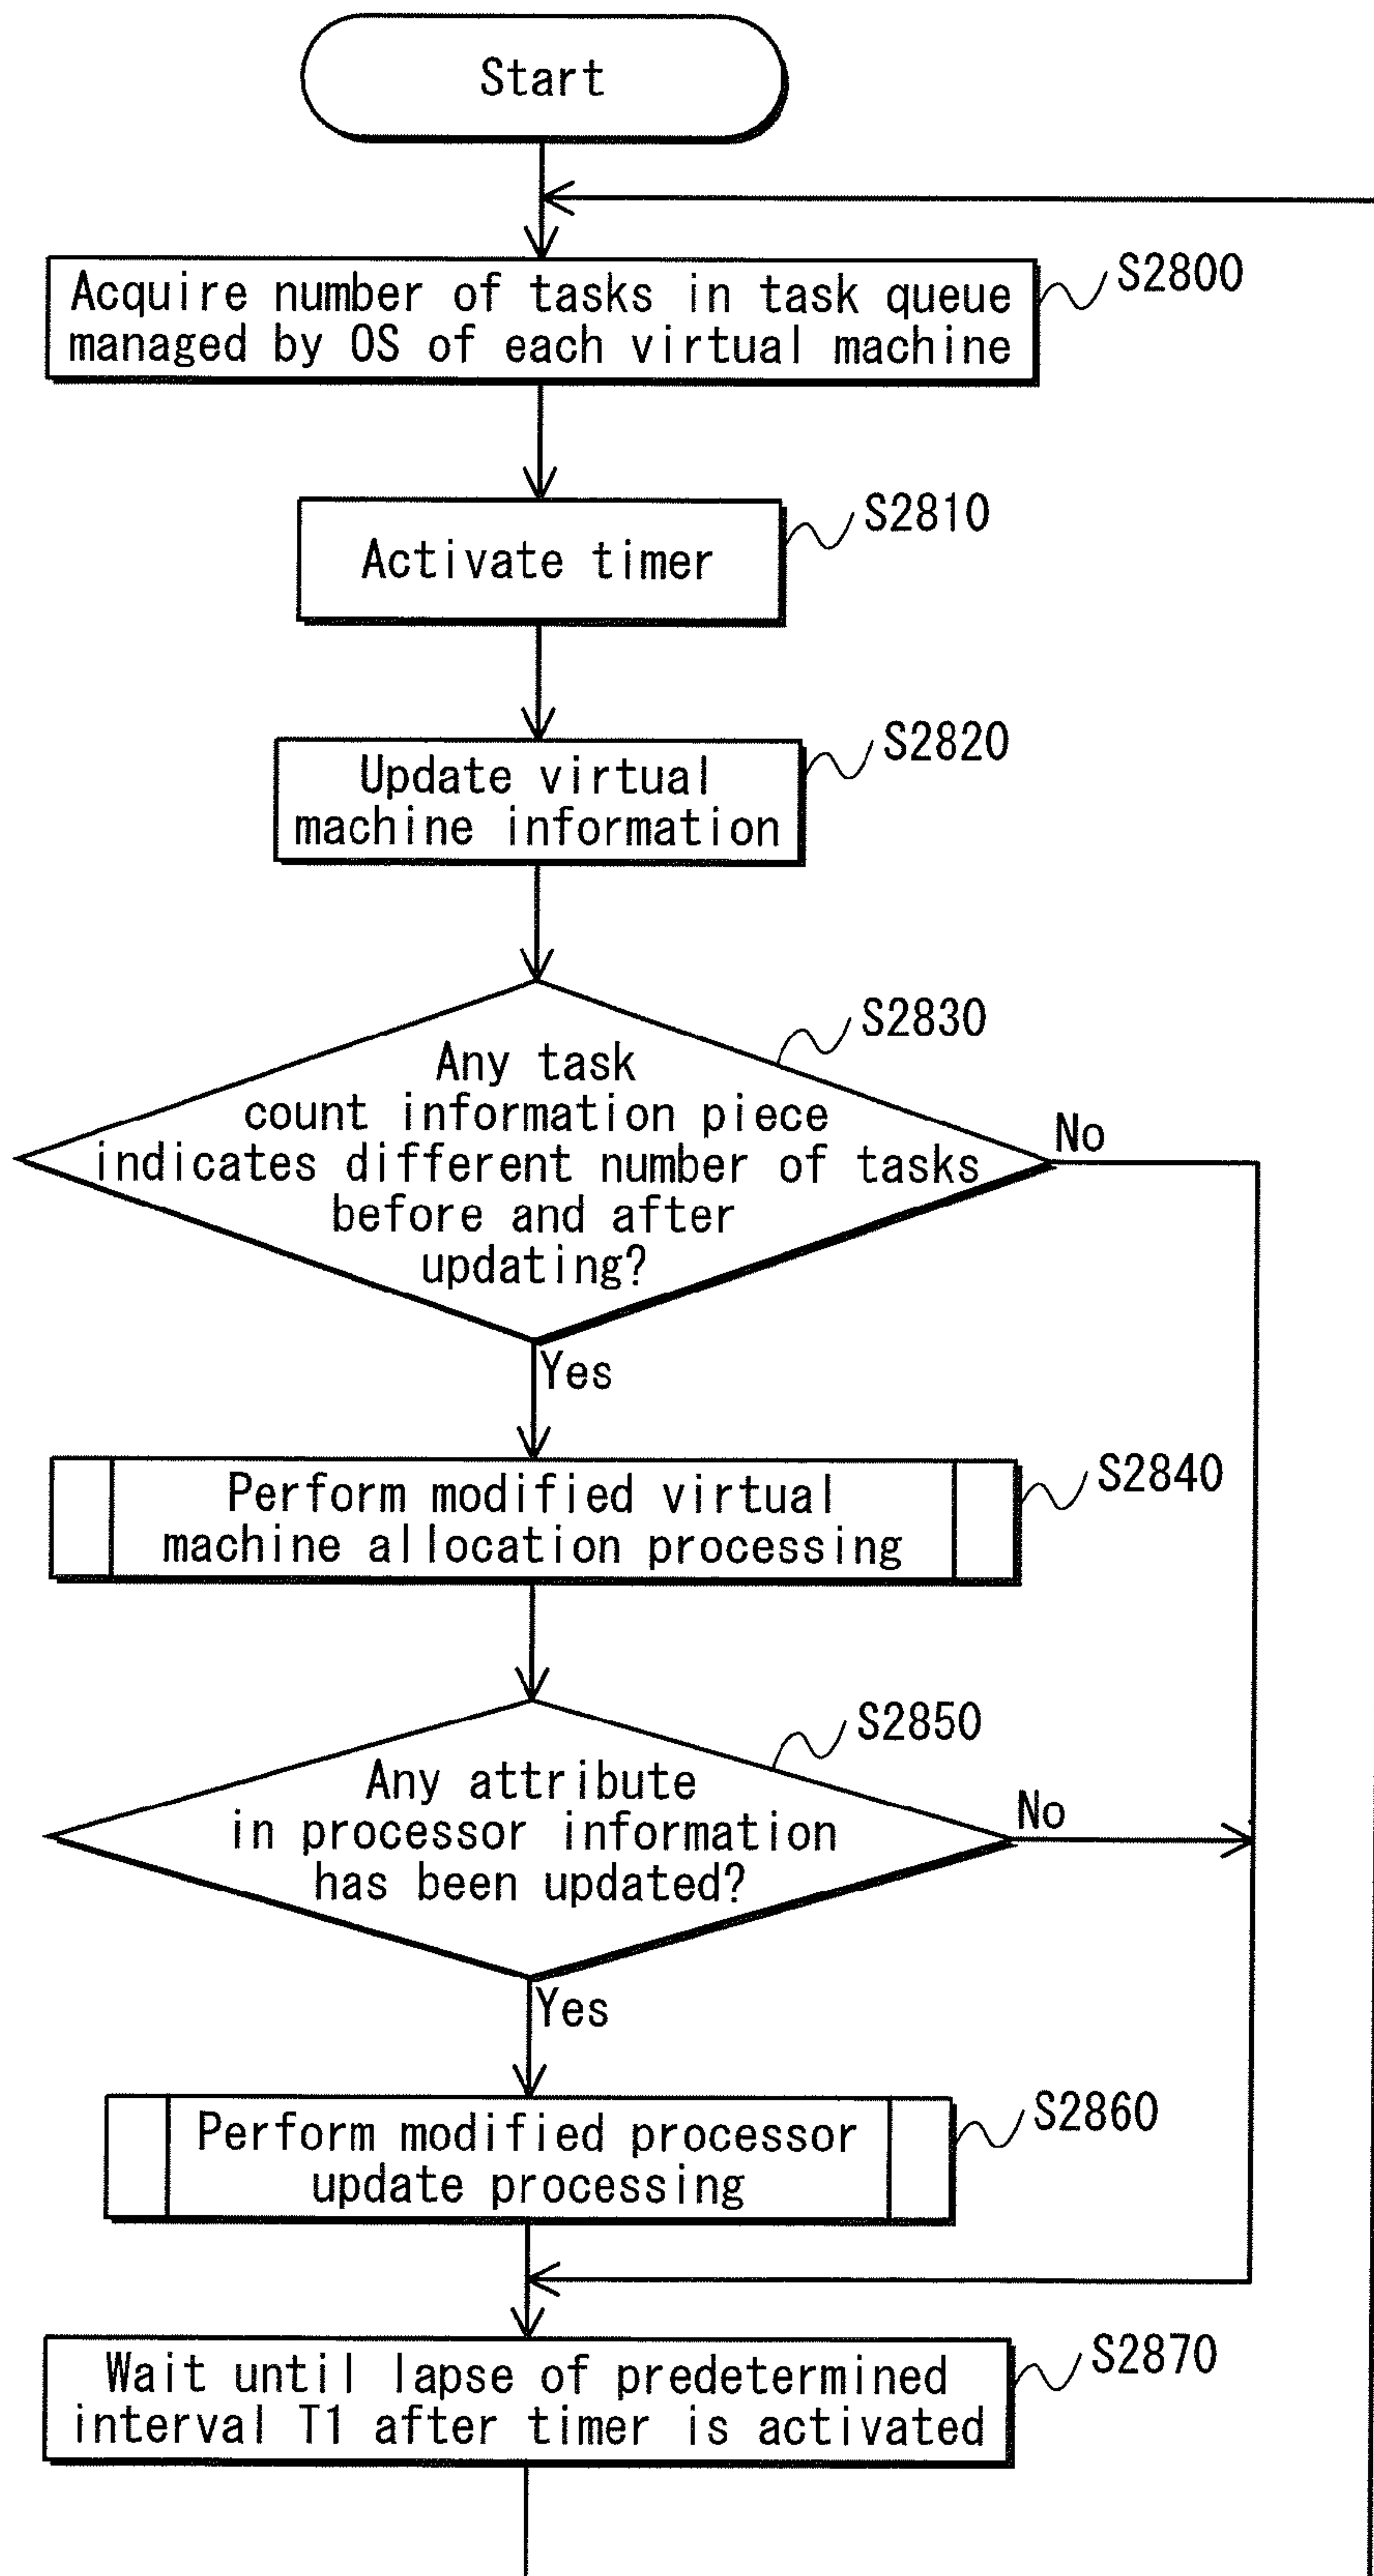 Start
Acquire number of tasks in task queue
managed by OS of each virtual machine
S2800
Activate timer
S2810
Update virtual
machine information
S2820
Any task
count information piece
indicates different number of tasks
before and after
updating?
S2830
No
Yes
Perform modified virtual
machine allocation processing
S2840
Any attribute
in processor information
has been updated?
S2850
No
Yes
Perform modified processor
update processing
S2860
Wait until lapse of predetermined
interval T1 after timer is activated
S2870